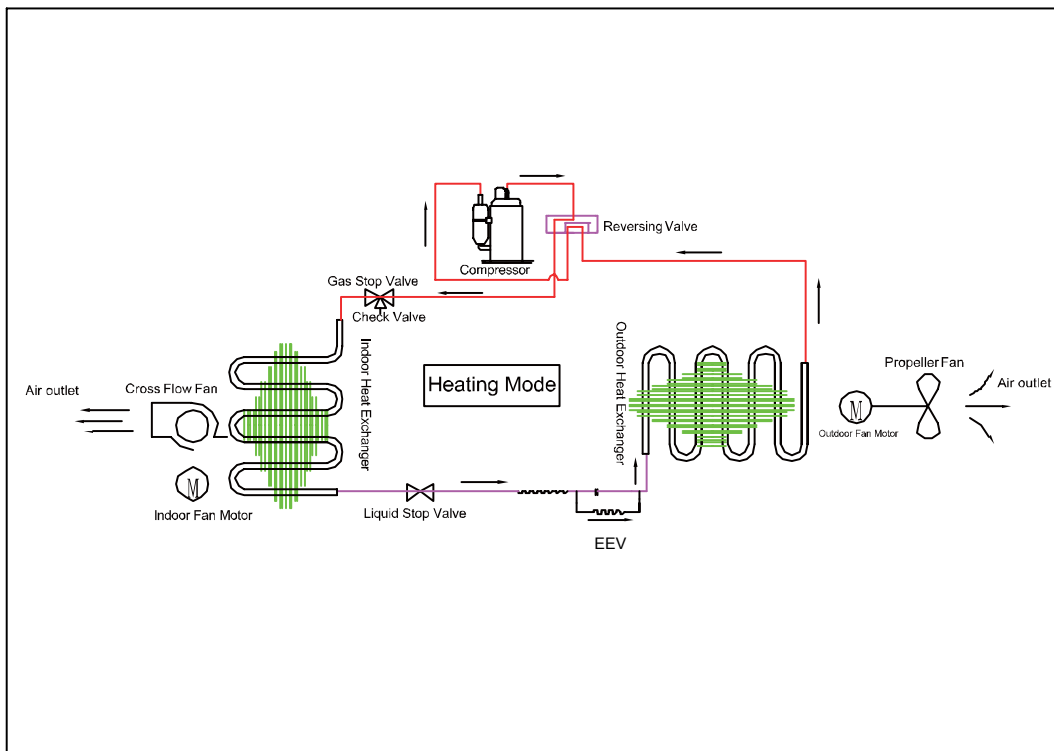 Reversing Valve
Compressor
Gas Stop Valve
Check Valve
Indoor Heat Exchanger
Outdoor Heat Exchanger
Heating Mode
Air outlet
Cross Flow Fan
M
Indoor Fan Motor
Liquid Stop Valve
EEV
M
Outdoor Fan Motor
Propeller Fan
Air outlet